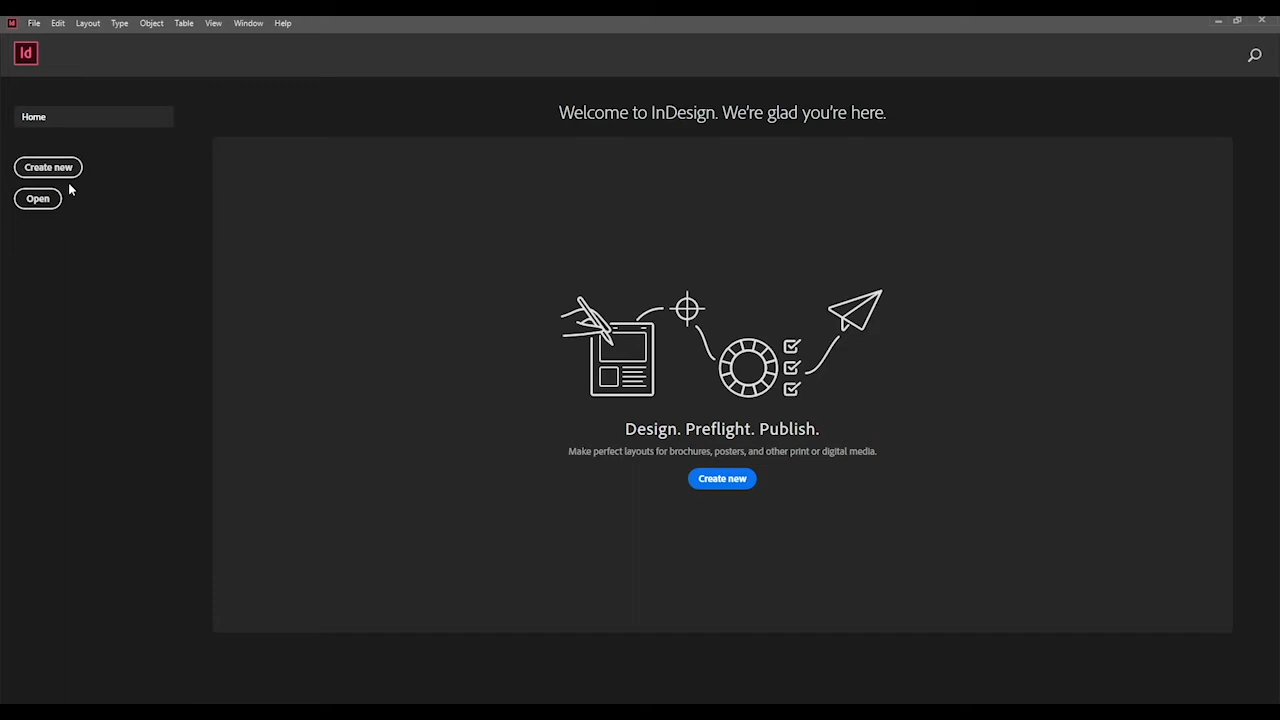 Id File Edit Layout Type Object Table View Window Help
Id
Home
Welcome to InDesign. We're glad you're here.
Create new
Open
Design. Preflight. Publish.
Make perfect layouts for brochures, posters, and other print or digital media.
Create new